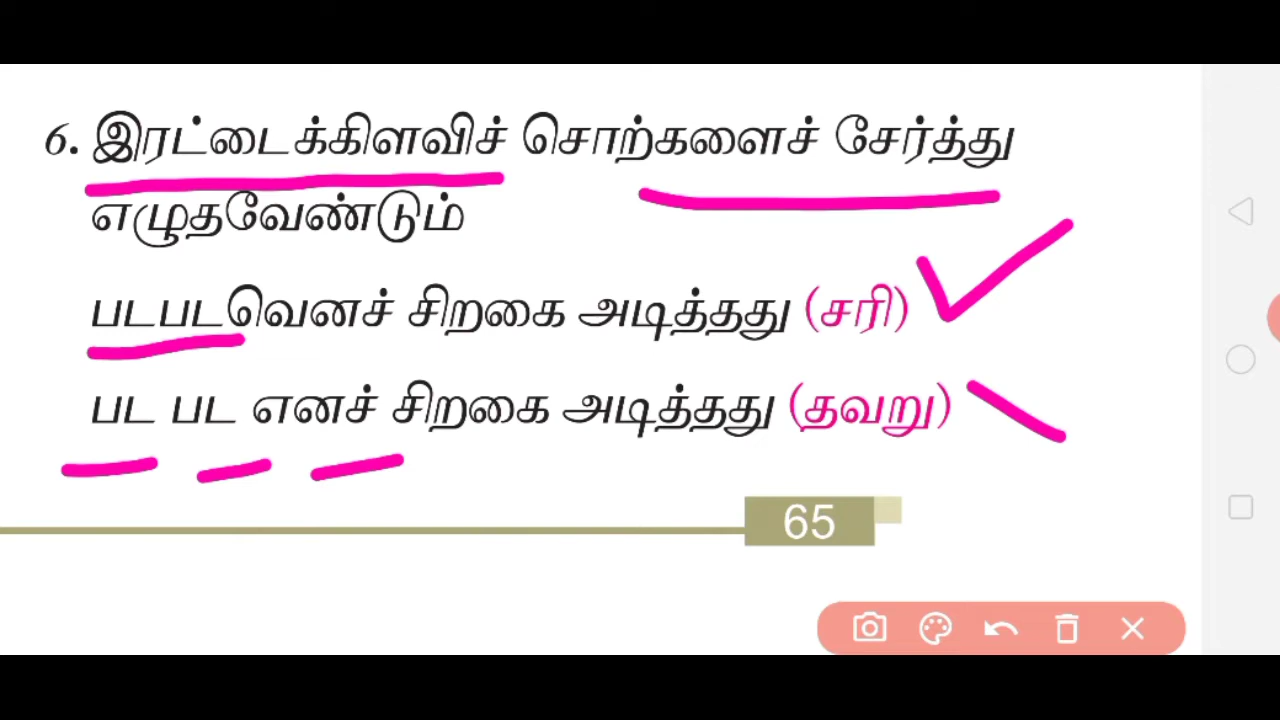 6. இரட்டைக்கிளவிச் சொற்களைச் சேர்த்து
எழுதவேண்டும்
படபடவெனச் சிறகை அடித்தது (சரி)
பட பட எனச் சிறகை அடித்தது (தவறு)
65